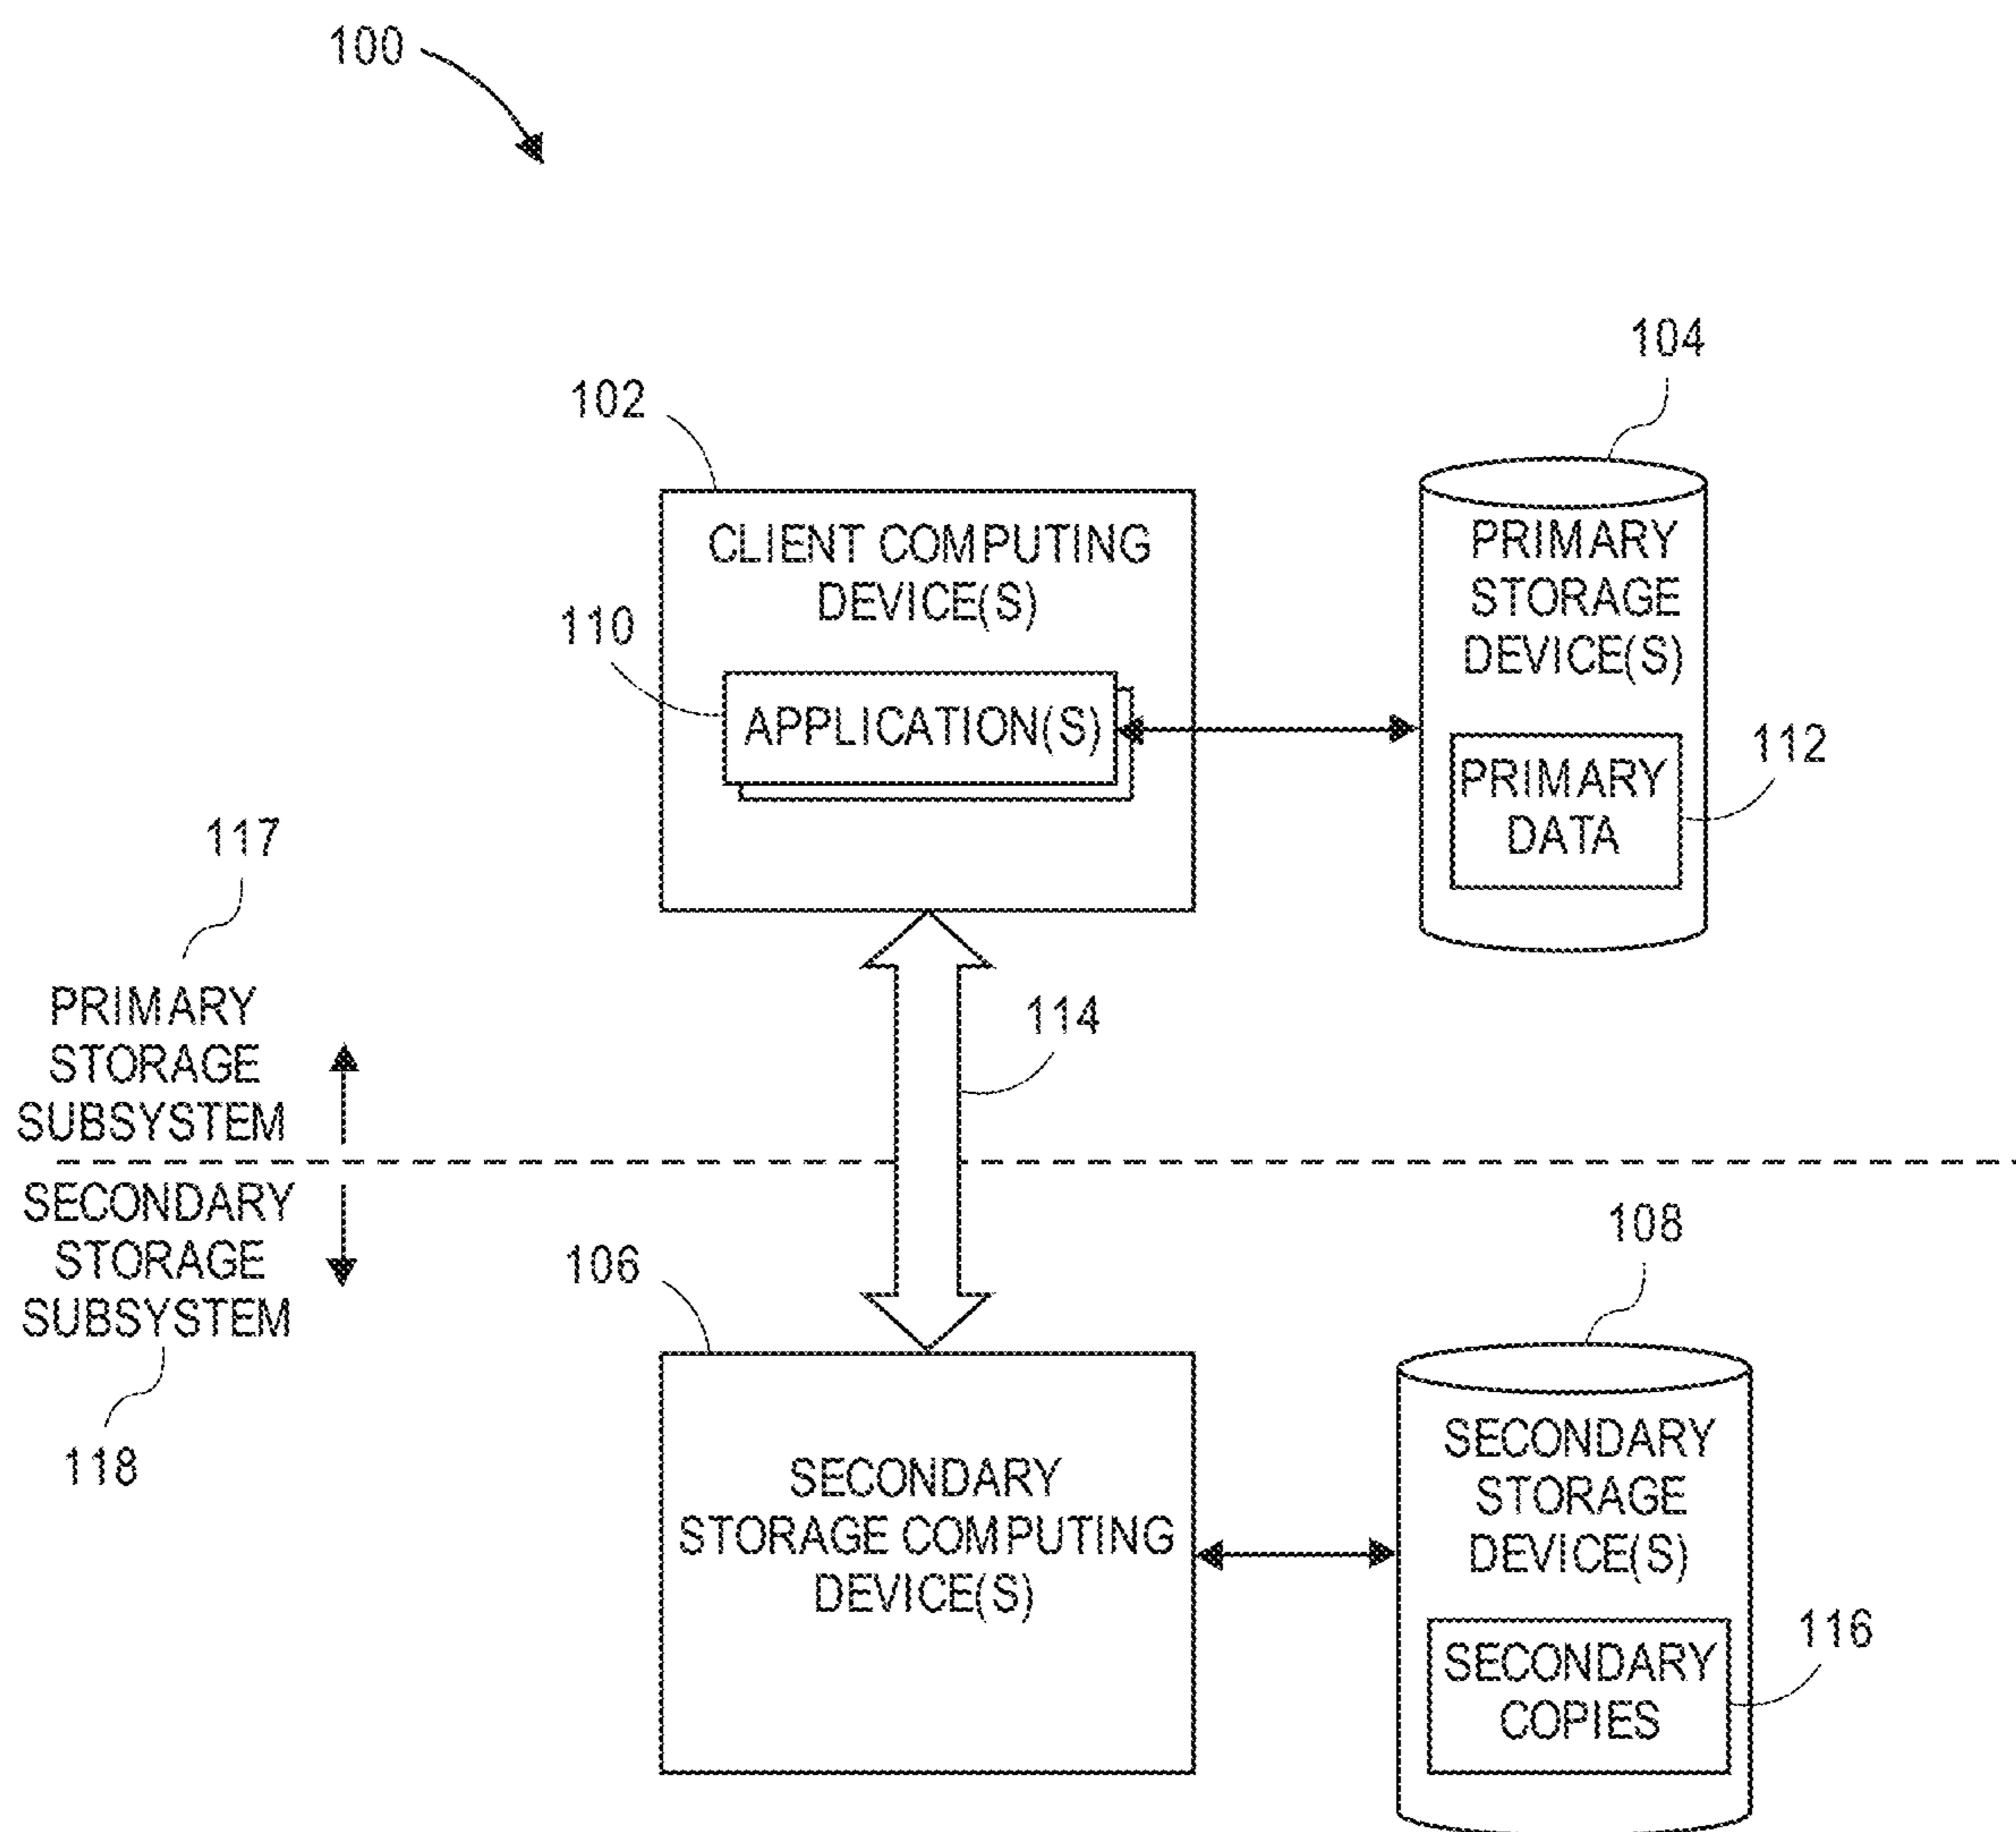 100
104
102
CLIENT COMPUTING
DEVICE(S)
PRIMARY
STORAGE
DEVICE(S)
110
APPLICATION(S)
112
PRIMARY
DATA
117
PRIMARY
STORAGE
SUBSYSTEM
114
SECONDARY
STORAGE
SUBSYSTEM
118
106
108
SECONDARY
STORAGE COMPUTING
DEVICE(S)
SECONDARY
STORAGE
DEVICE(S)
116
SECONDARY
COPIES